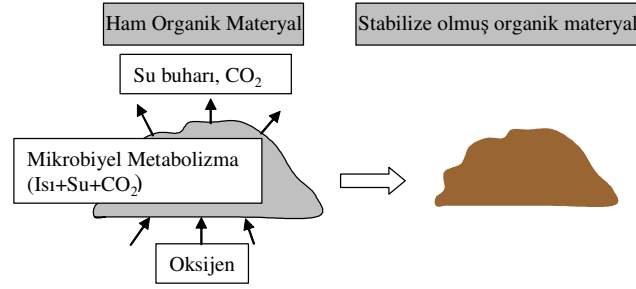 Ham Organik Materyal
Stabilize olmuş organik materyal
Su buharı, CO₂
Mikrobiyel Metabolizma
(Isı+Su+CO₂)
Oksijen